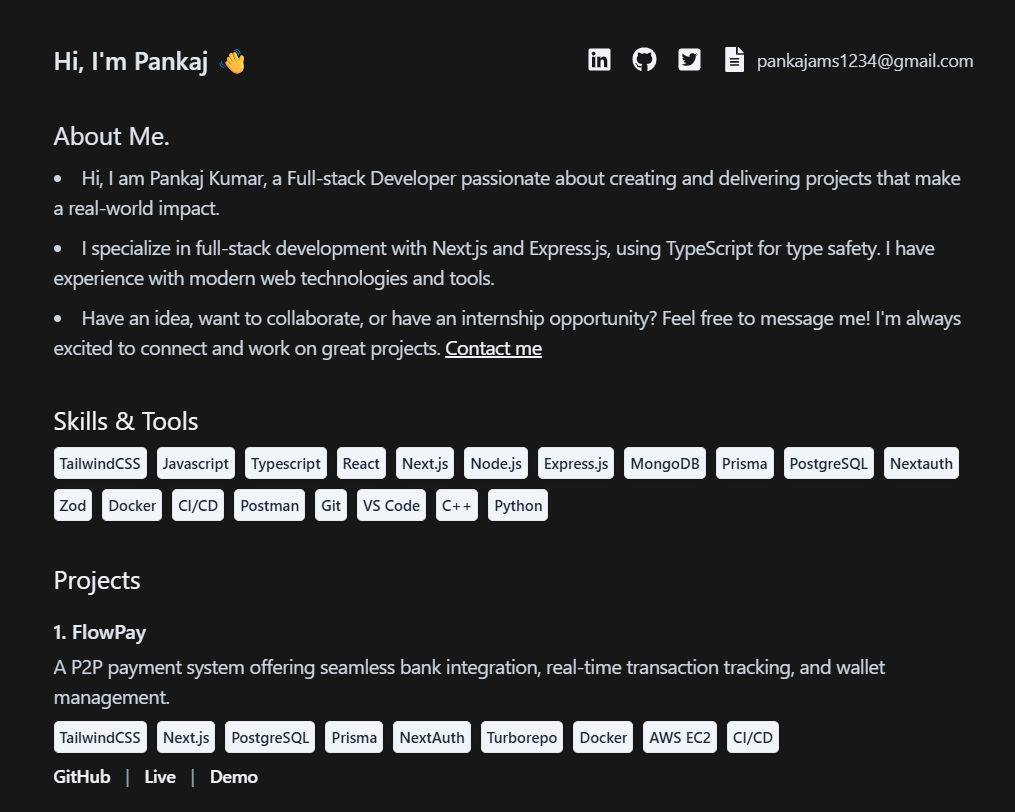 Hi, I'm Pankaj 👋
pankajams1234@gmail.com
About Me.
• Hi, I am Pankaj Kumar, a Full-stack Developer passionate about creating and delivering projects that make
a real-world impact.
• I specialize in full-stack development with Next.js and Express.js, using TypeScript for type safety. I have
experience with modern web technologies and tools.
• Have an idea, want to collaborate, or have an internship opportunity? Feel free to message me! I'm always
excited to connect and work on great projects. Contact me
Skills & Tools
TailwindCSS Javascript Typescript React Next.js Node.js Express.js MongoDB Prisma PostgreSQL Nextauth
Zod Docker CI/CD Postman Git VS Code C++ Python
Projects
1. FlowPay
A P2P payment system offering seamless bank integration, real-time transaction tracking, and wallet
management.
TailwindCSS Next.js PostgreSQL Prisma NextAuth Turborepo Docker AWS EC2 CI/CD
GitHub | Live | Demo